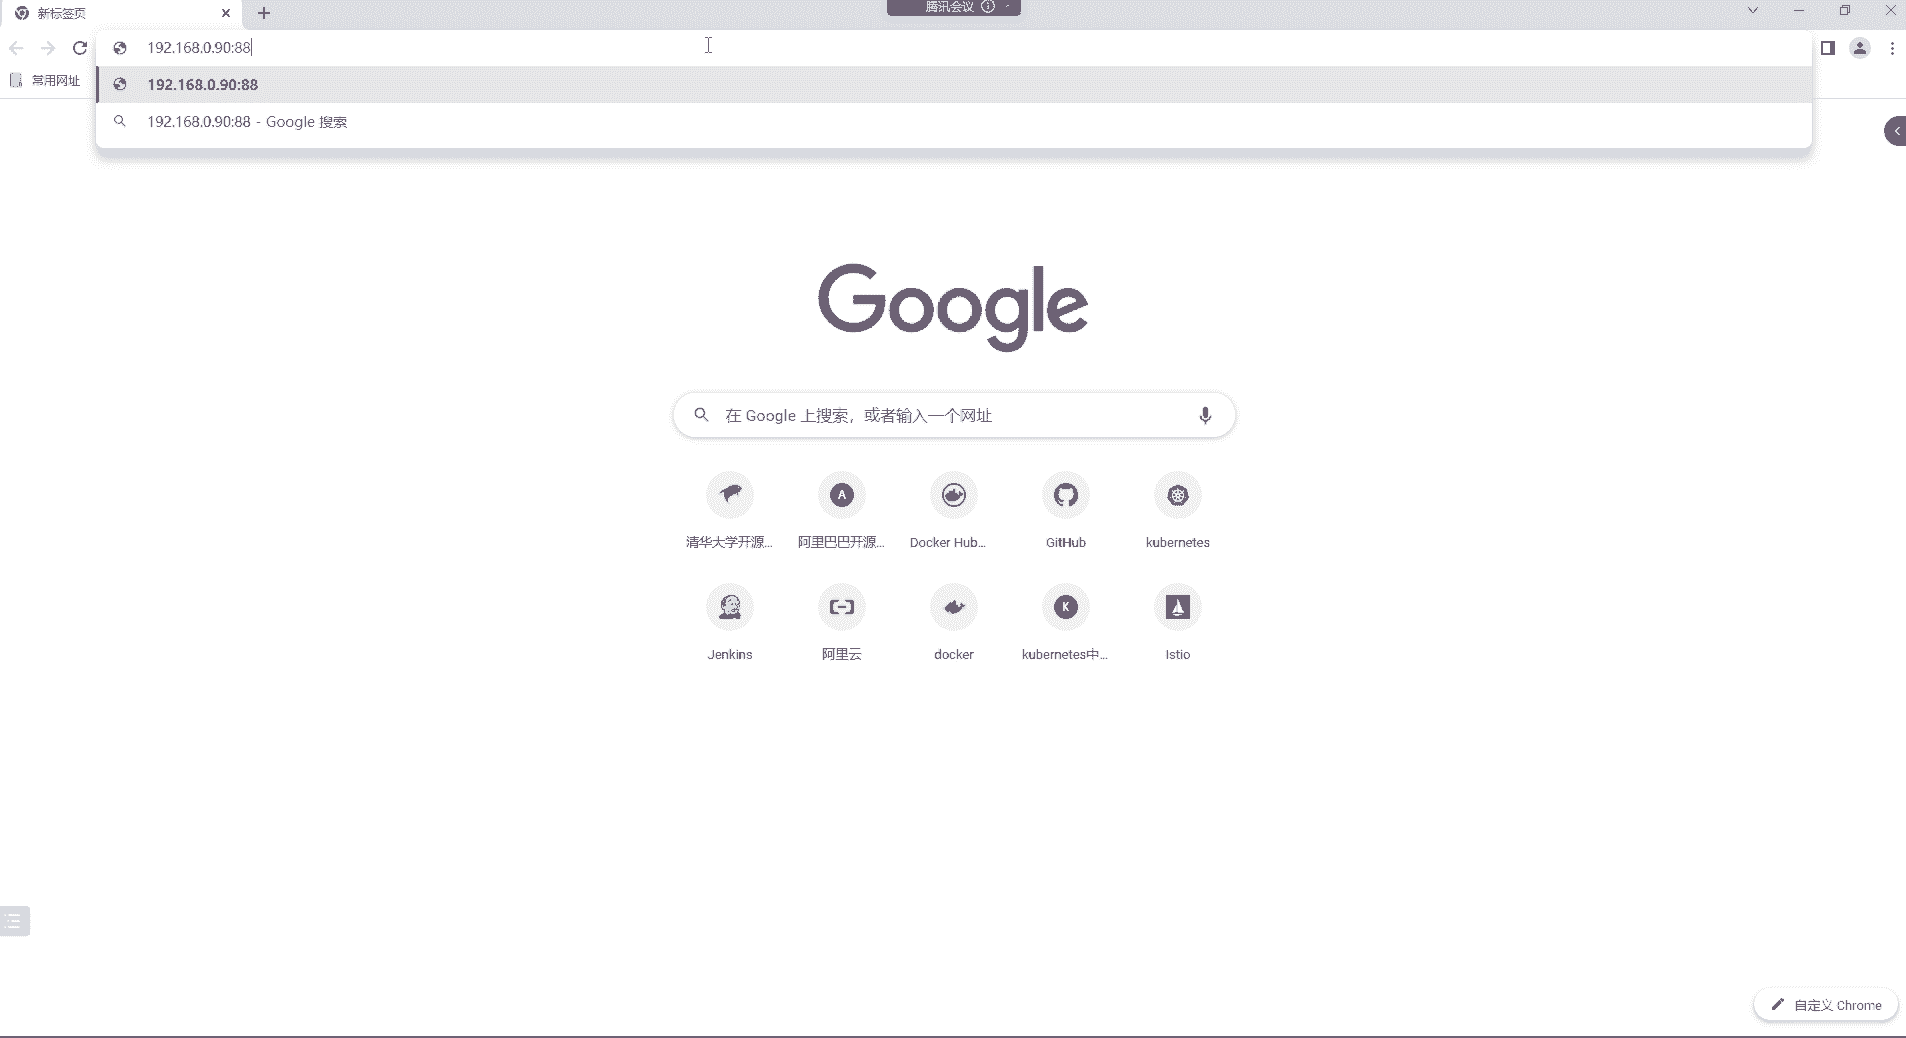 新标签页
腾讯会议
192.168.0.90:88
常用网址
192.168.0.90:88
192.168.0.90:88 - Google 搜索
Google
在 Google 上搜索，或者输入一个网址
A
清华大学开源... 阿里巴巴开源... Docker Hub... GitHub kubernetes
K
Jenkins 阿里云 docker kubernetes中... Istio
自定义 Chrome